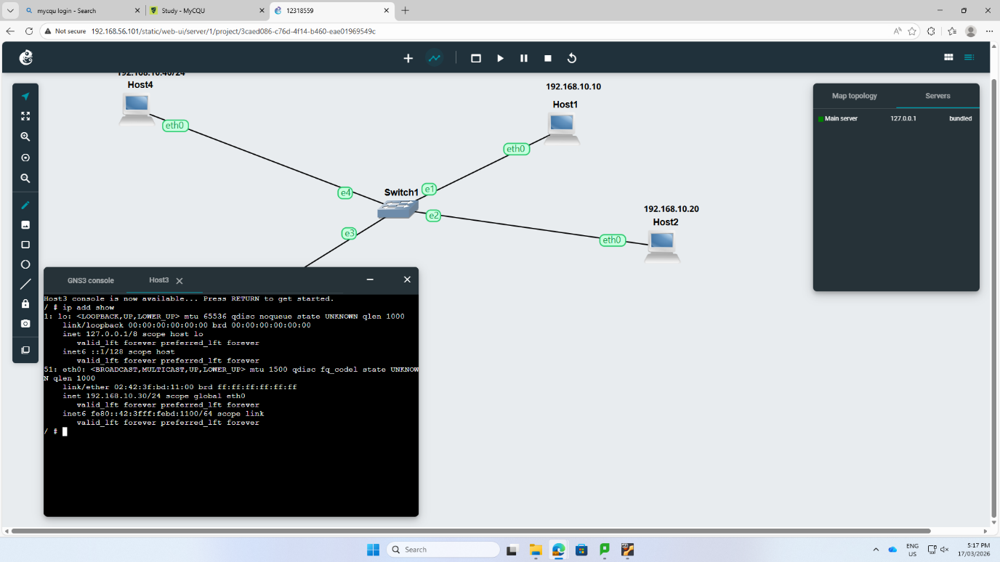 mycqu login - Search
Study - MyCQU
12318559
Not secure
192.168.56.101/static/web-ui/server/1/project/3caed086-c76d-4f14-b460-eae01969549c
192.168.10.40/24
Host4
eth0
192.168.10.10
Host1
eth0
Switch1
e1
e4
e2
e3
192.168.10.20
Host2
eth0
Map topology
Servers
Main server 127.0.0.1 bundled
GNS3 console
Host3
Host3 console is now available... Press RETURN to get started.
/ # ip add show
1: lo: <LOOPBACK,UP,LOWER_UP> mtu 65536 qdisc noqueue state UNKNOWN qlen 1000
link/loopback 00:00:00:00:00:00 brd 00:00:00:00:00:00
inet 127.0.0.1/8 scope host lo
valid_lft forever preferred_lft forever
inet6 ::1/128 scope host
valid_lft forever preferred_lft forever
51: eth0: <BROADCAST,MULTICAST,UP,LOWER_UP> mtu 1500 qdisc fq_codel state UNKNOW
N qlen 1000
link/ether 02:42:3f:bd:11:00 brd ff:ff:ff:ff:ff:ff
inet 192.168.10.30/24 scope global eth0
valid_lft forever preferred_lft forever
inet6 fe80::42:3fff:febd:1100/64 scope link
valid_lft forever preferred_lft forever
/ #
Search
ENG
US
5:17 PM
17/03/2026